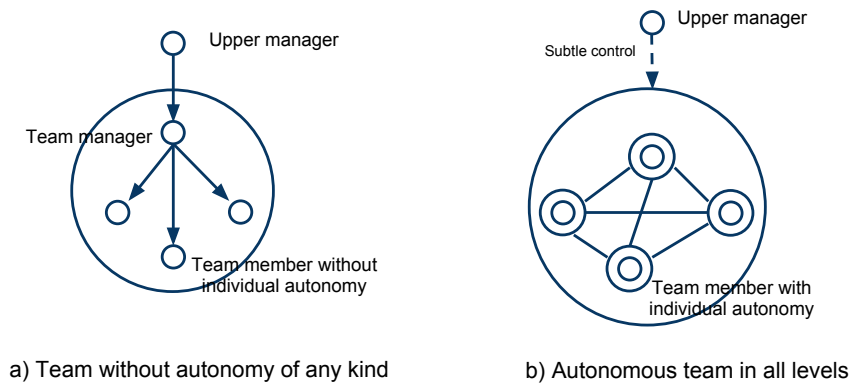 Upper manager
Team manager
Team member without
individual autonomy
a) Team without autonomy of any kind
Upper manager
Subtle control
Team member with
individual autonomy
b) Autonomous team in all levels